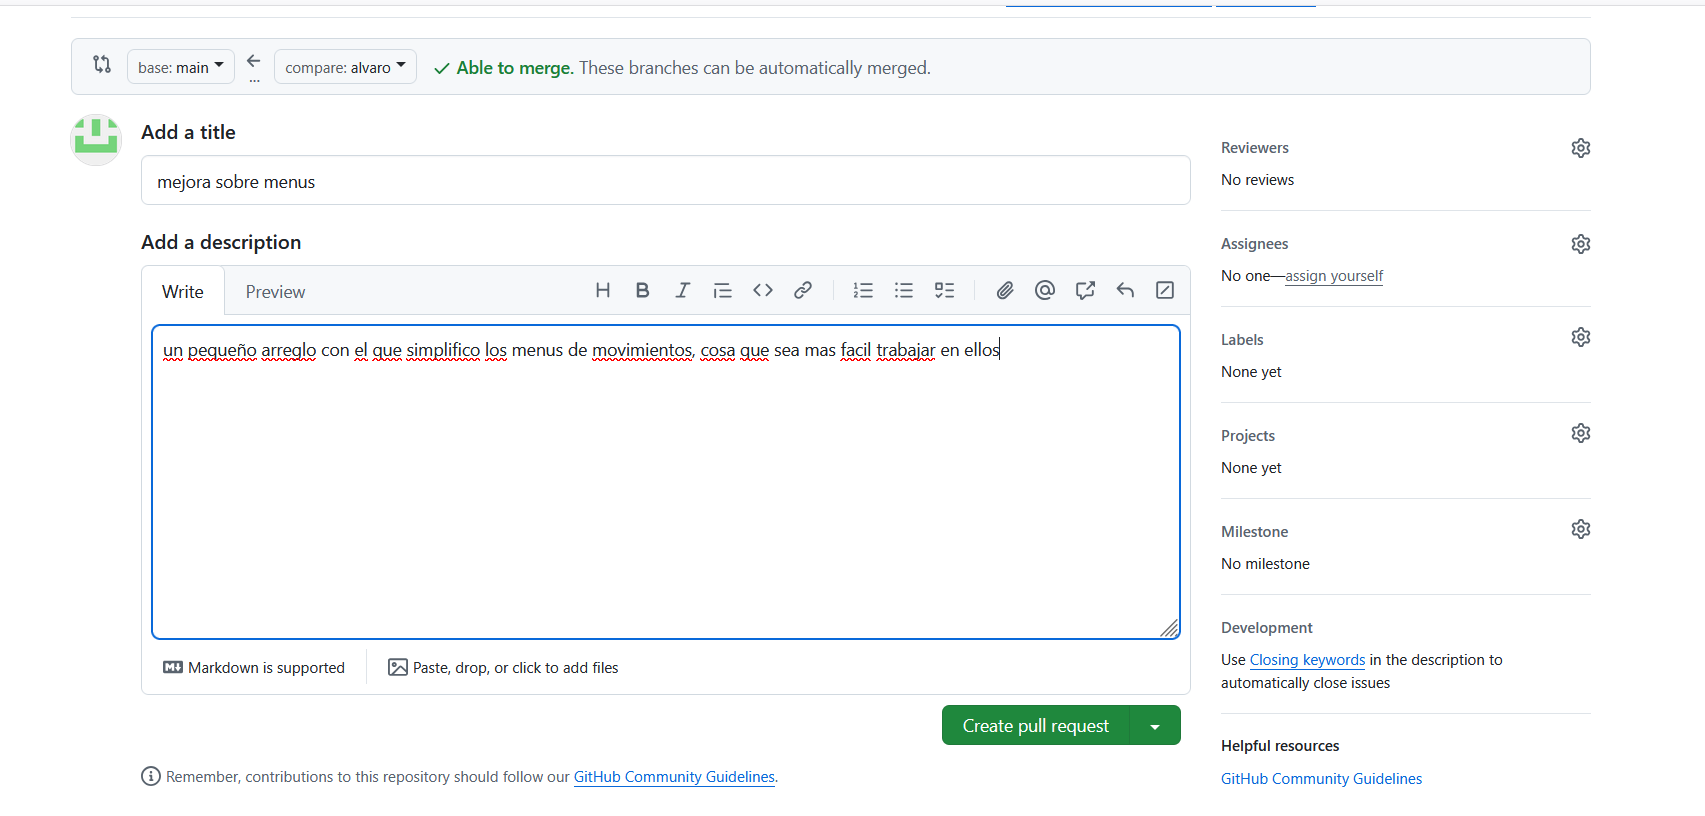 base: main
compare: alvaro
Able to merge. These branches can be automatically merged.
Add a title
mejora sobre menus
Add a description
Write
Preview
un pequeño arreglo con el que simplifico los menus de movimientos, cosa que sea mas facil trabajar en ellos
Markdown is supported
Paste, drop, or click to add files
Create pull request
Remember, contributions to this repository should follow our GitHub Community Guidelines.
Reviewers
No reviews
Assignees
No one—assign yourself
Labels
None yet
Projects
None yet
Milestone
No milestone
Development
Use Closing keywords in the description to
automatically close issues
Helpful resources
GitHub Community Guidelines